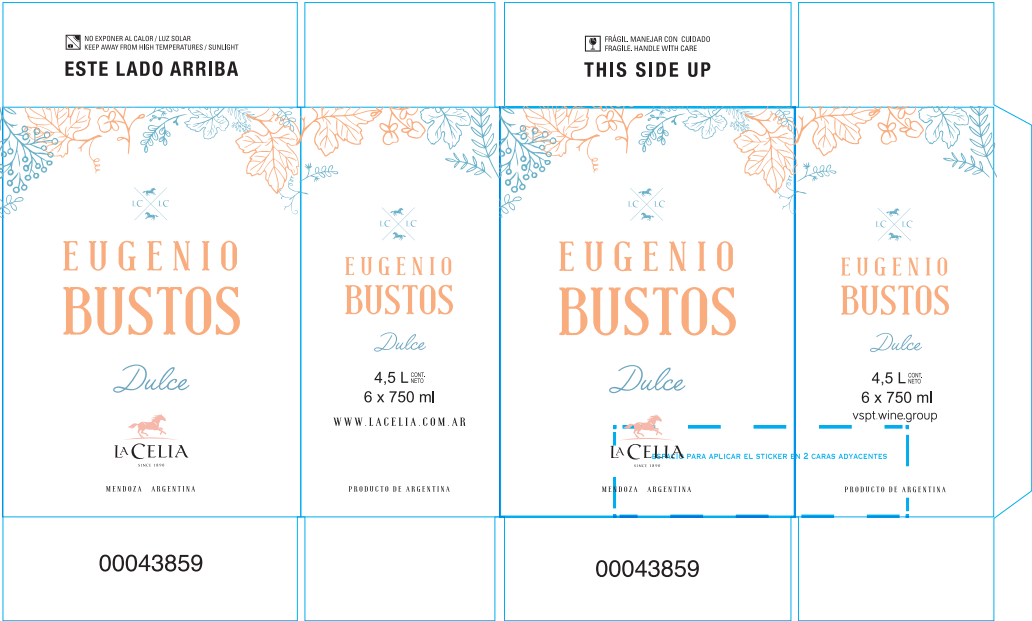 NO EXPONER AL CALOR / LUZ SOLAR
KEEP AWAY FROM HIGH TEMPERATURES / SUNLIGHT
ESTE LADO ARRIBA
FRÁGIL. MANEJAR CON CUIDADO
FRAGILE. HANDLE WITH CARE
THIS SIDE UP
LC LC
EUGENIO
BUSTOS
Dulce
LA CELIA
SINCE 1890
MENDOZA ARGENTINA
LC LC
EUGENIO
BUSTOS
Dulce
4,5 L CONT. NETO
6 x 750 ml
WWW.LACELIA.COM.AR
PRODUCTO DE ARGENTINA
LC LC
EUGENIO
BUSTOS
Dulce
LA CELIA
SINCE 1890
MENDOZA ARGENTINA
ESPACIO PARA APLICAR EL STICKER EN 2 CARAS ADYACENTES
LC LC
EUGENIO
BUSTOS
Dulce
4,5 L CONT. NETO
6 x 750 ml
vspt.wine.group
PRODUCTO DE ARGENTINA
00043859
00043859